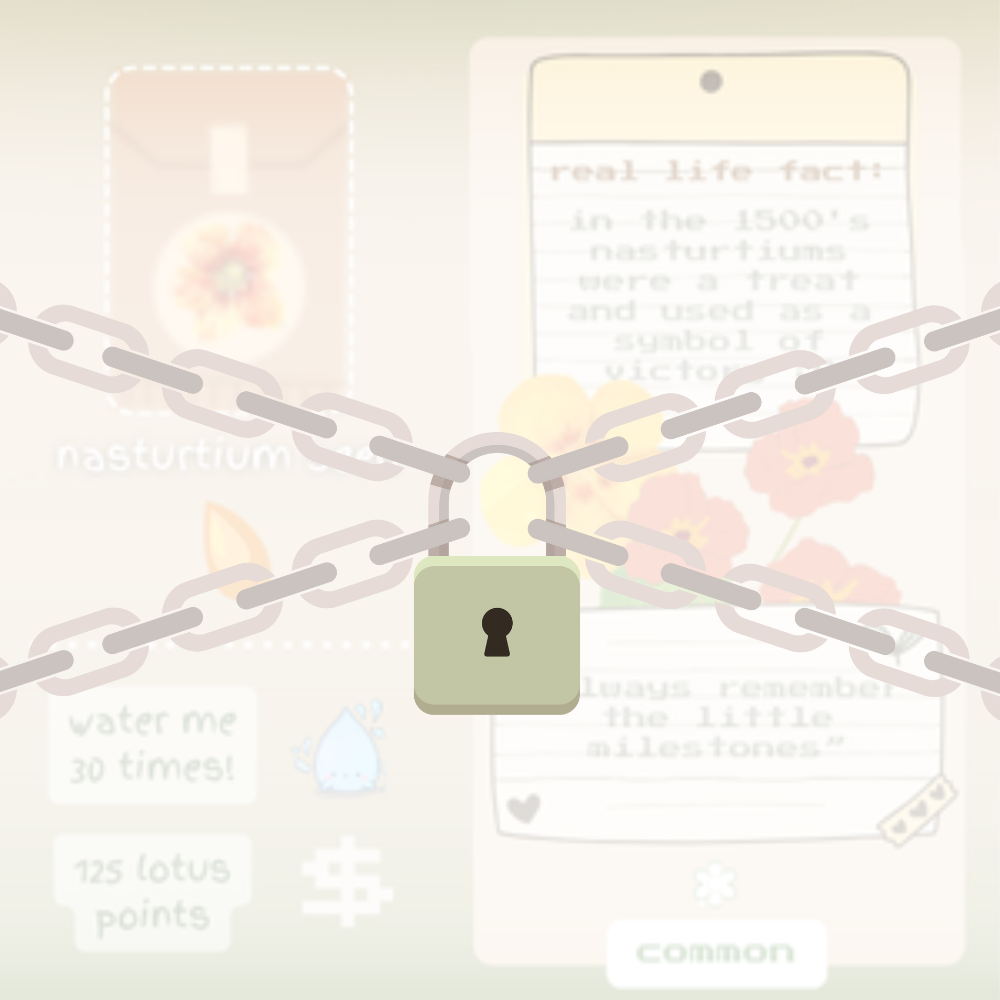 nasturtium
water me
30 times!
125 lotus
points
real life fact:
in the 1500's
nasturtiums
were a treat
and used as a
symbol of
always remember
the little
milestones”
common